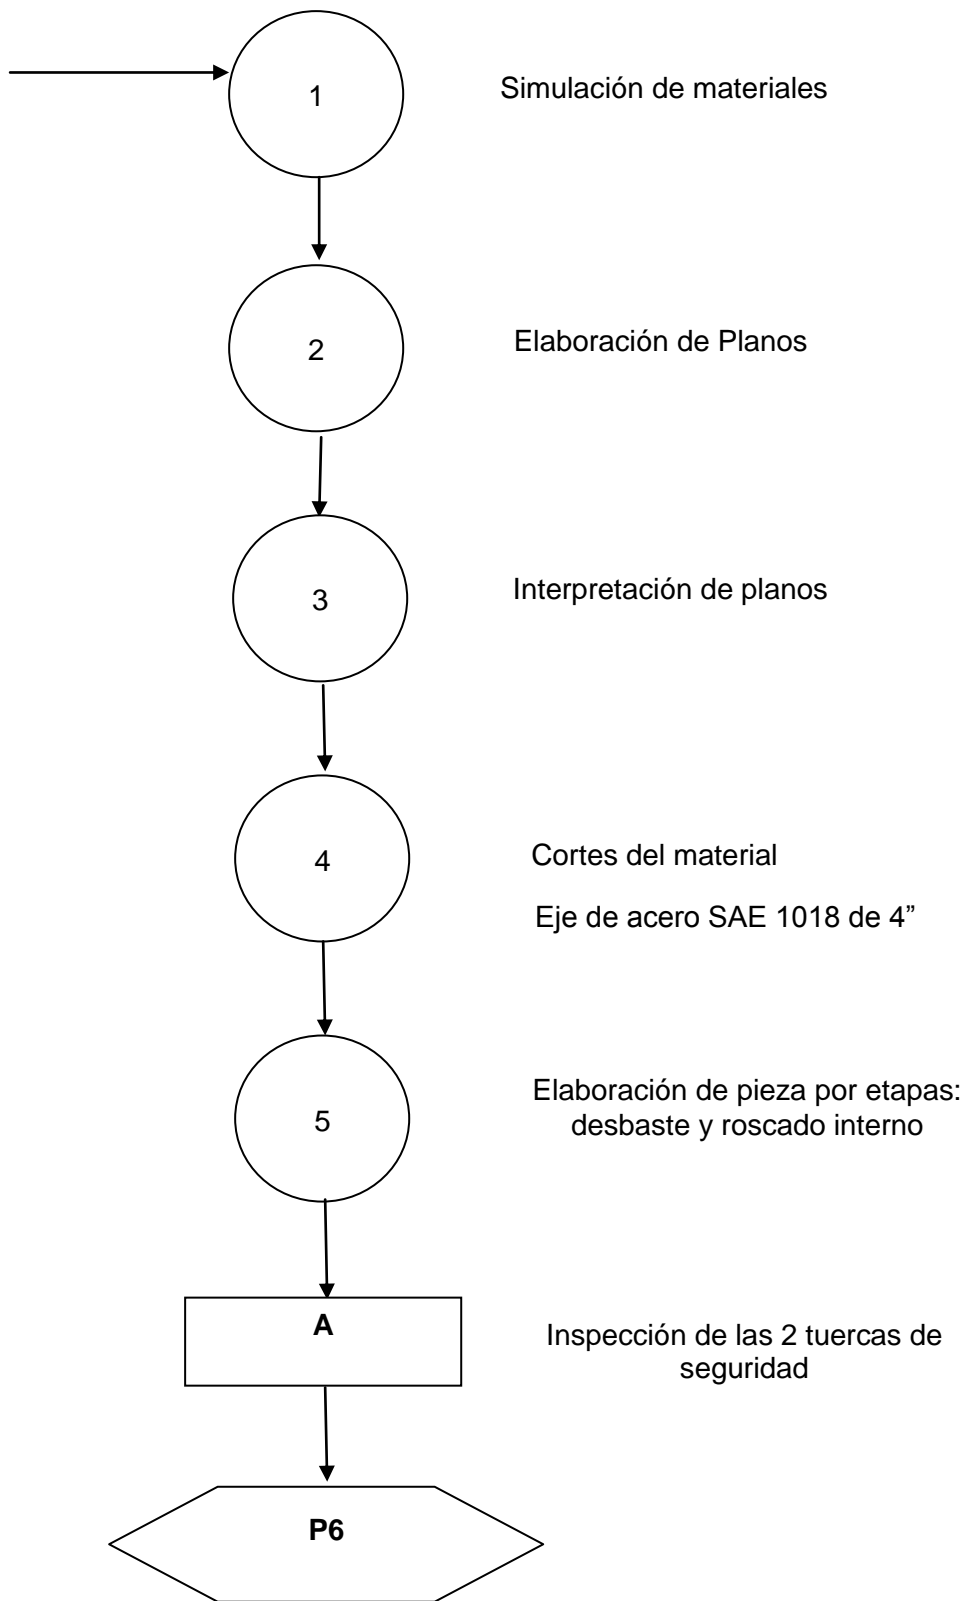 1
Simulación de materiales
2
Elaboración de Planos
3
Interpretación de planos
4
Cortes del material
Eje de acero SAE 1018 de 4”
5
Elaboración de pieza por etapas:
desbaste y roscado interno
A
Inspección de las 2 tuercas de
seguridad
P6